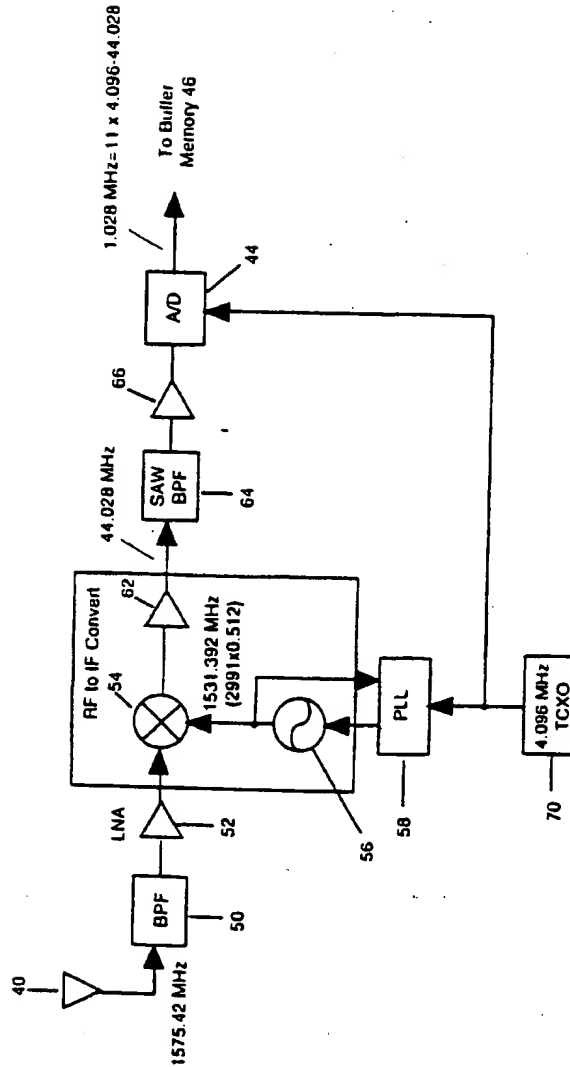 40
1575.42 MHz
BPF
50
LNA
52
RF to IF Convert
54
62
1531.392 MHz
(2991x0.512)
56
PLL
58
4.096 MHz
TCXO
70
44.028 MHz
SAW
BPF
64
66
A/D
44
1.028 MHz=11 x 4.096-44.028
To Buffer
Memory 46